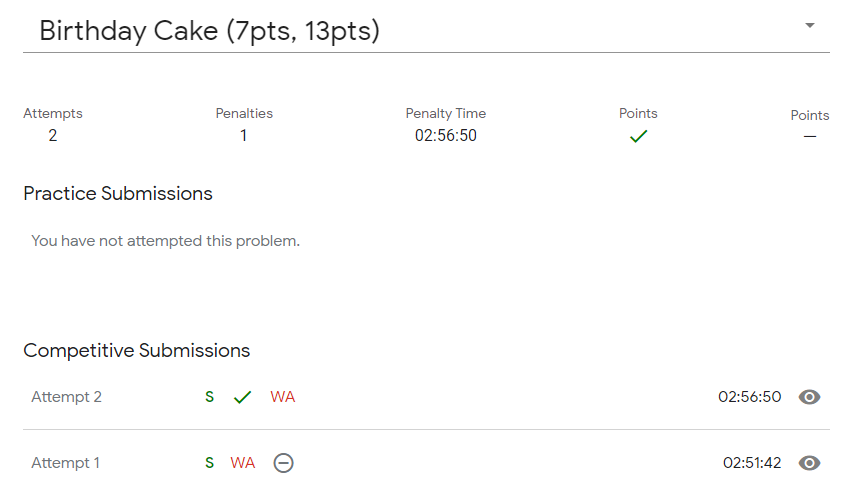 Birthday Cake (7pts, 13pts)
Attempts Penalties Penalty Time Points Points
2 1 02:56:50 —
Practice Submissions
You have not attempted this problem.
Competitive Submissions
Attempt 2 S WA 02:56:50
Attempt 1 S WA 02:51:42